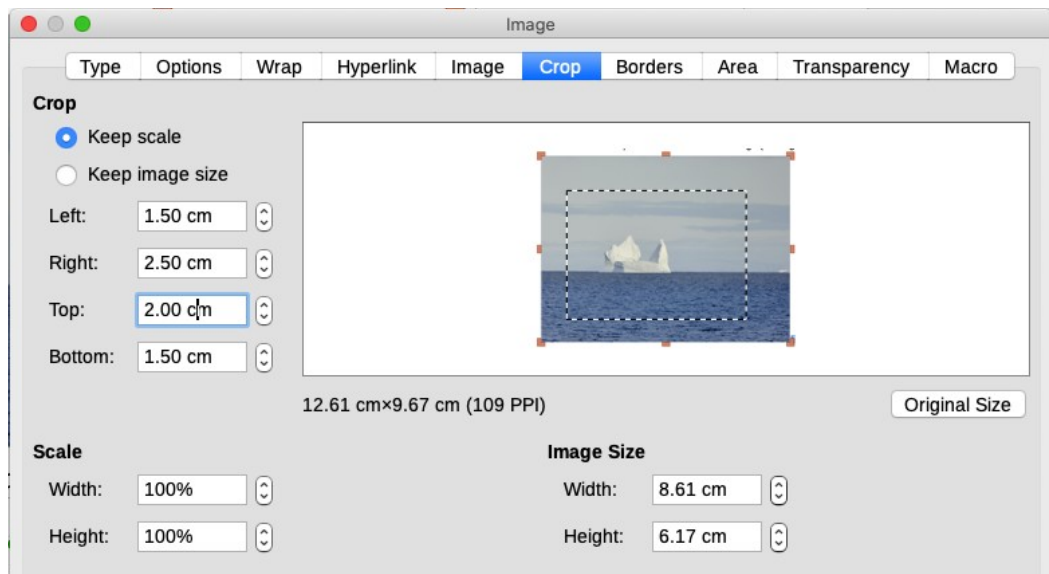 Image
Type Options Wrap Hyperlink Image Crop Borders Area Transparency Macro
Crop
Keep scale
Keep image size
Left: 1.50 cm
Right: 2.50 cm
Top: 2.00 cm
Bottom: 1.50 cm
12.61 cm×9.67 cm (109 PPI)
Original Size
Scale
Width: 100%
Height: 100%
Image Size
Width: 8.61 cm
Height: 6.17 cm